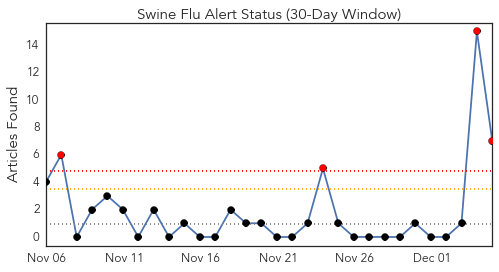 Swine Flu Alert Status (30-Day Window)
Articles Found
14
12
10
8
6
4
2
0
Nov 06 Nov 11 Nov 16 Nov 21 Nov 26 Dec 01